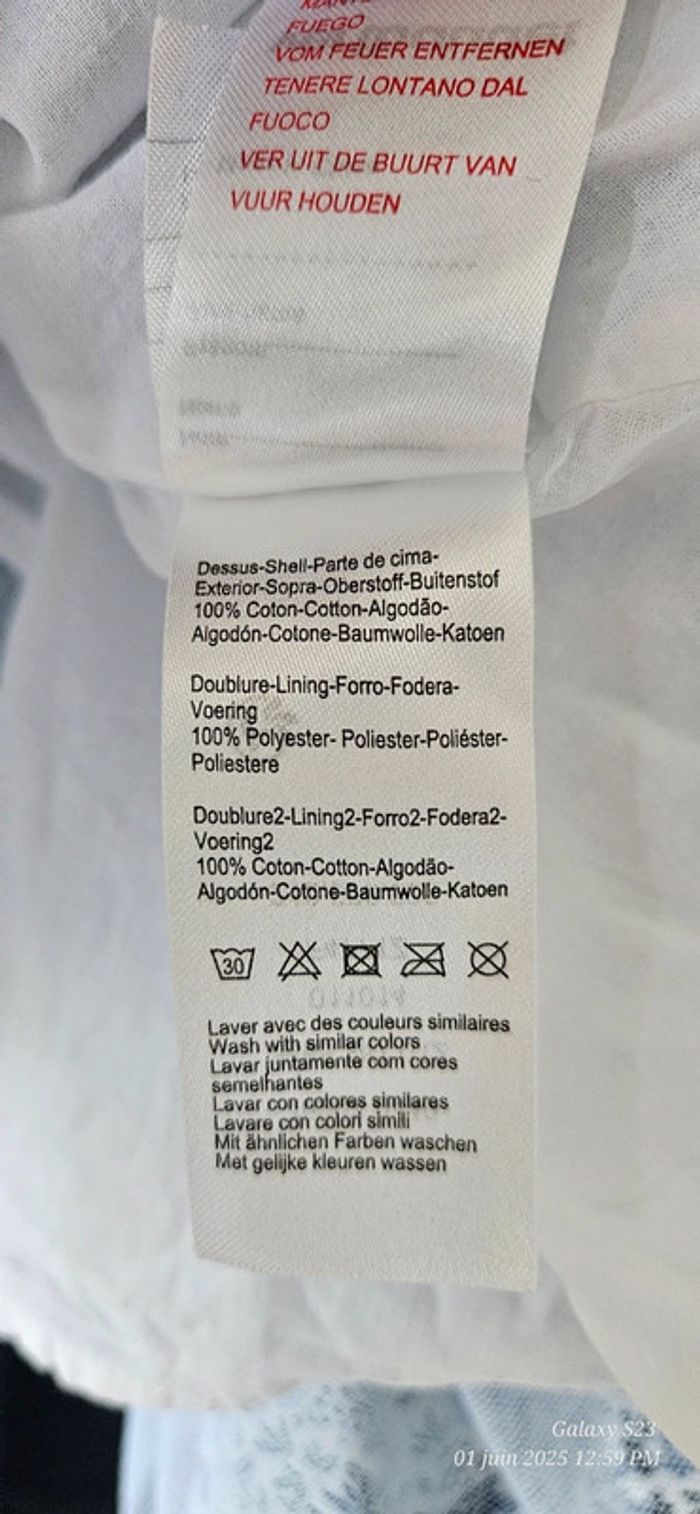 FUEGO
VOM FEUER ENTFERNEN
TENERE LONTANO DAL
FUOCO
VER UIT DE BUURT VAN
VUUR HOUDEN
Dessus-Shell-Parte de cima-
Exterior-Sopra-Oberstoff-Buitenstof
100% Coton-Cotton-Algodão-
Algodón-Cotone-Baumwolle-Katoen
Doublure-Lining-Forro-Fodera-
Voering
100% Polyester- Poliester-Poliéster-
Poliestere
Doublure2-Lining2-Forro2-Fodera2-
Voering2
100% Coton-Cotton-Algodão-
Algodón-Cotone-Baumwolle-Katoen
30
Laver avec des couleurs similaires
Wash with similar colors
Lavar juntamente com cores
semelhantes
Lavar con colores similares
Lavare con colori simili
Mit ähnlichen Farben waschen
Met gelijke kleuren wassen
Galaxy S23
01 juin 2025 12:59 PM